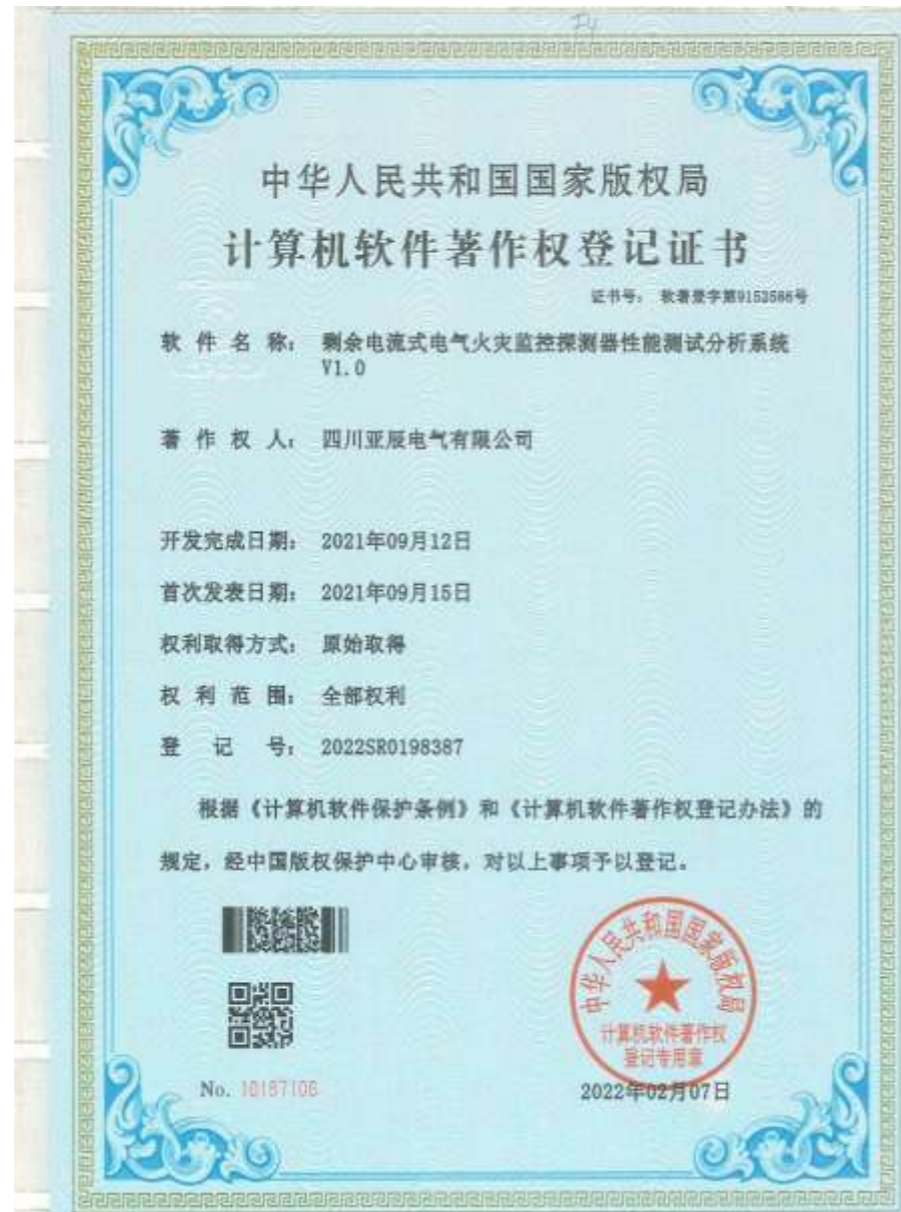 中华人民共和国国家版权局
计算机软件著作权登记证书
证书号: 软著登字第9152586号
软件名称: 剩余电流式电气火灾监控探测器性能测试分析系统
V1.0
著作权人: 四川亚辰电气有限公司
开发完成日期: 2021年09月12日
首次发表日期: 2021年09月15日
权利取得方式: 原始取得
权利范围: 全部权利
登记号: 2022SR0198387
根据《计算机软件保护条例》和《计算机软件著作权登记办法》的
规定,经中国版权保护中心审核,对以上事项予以登记。
中华人民共和国国家版权局
计算机软件著作权
登记专用章
No. 10187106
2022年02月07日